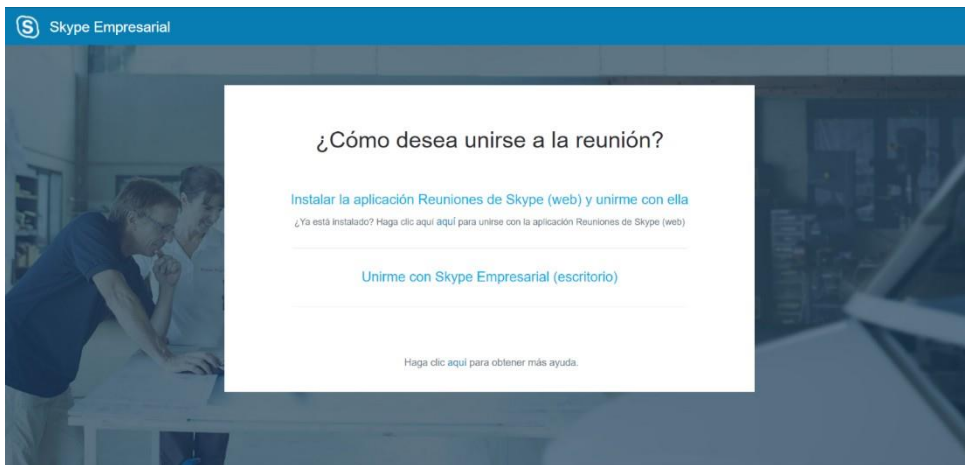 Skype Empresarial
¿Cómo desea unirse a la reunión?
Instalar la aplicación Reuniones de Skype (web) y unirme con ella
¿Ya está instalado? Haga clic aquí aquí para unirse con la aplicación Reuniones de Skype (web)
Unirme con Skype Empresarial (escritorio)
Haga clic aquí para obtener más ayuda.